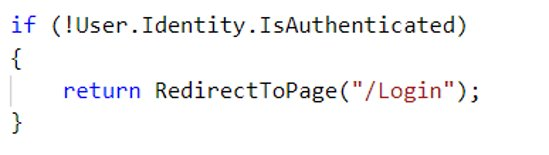 if (!User.Identity.IsAuthenticated)
{
    return RedirectToPage("/Login");
}